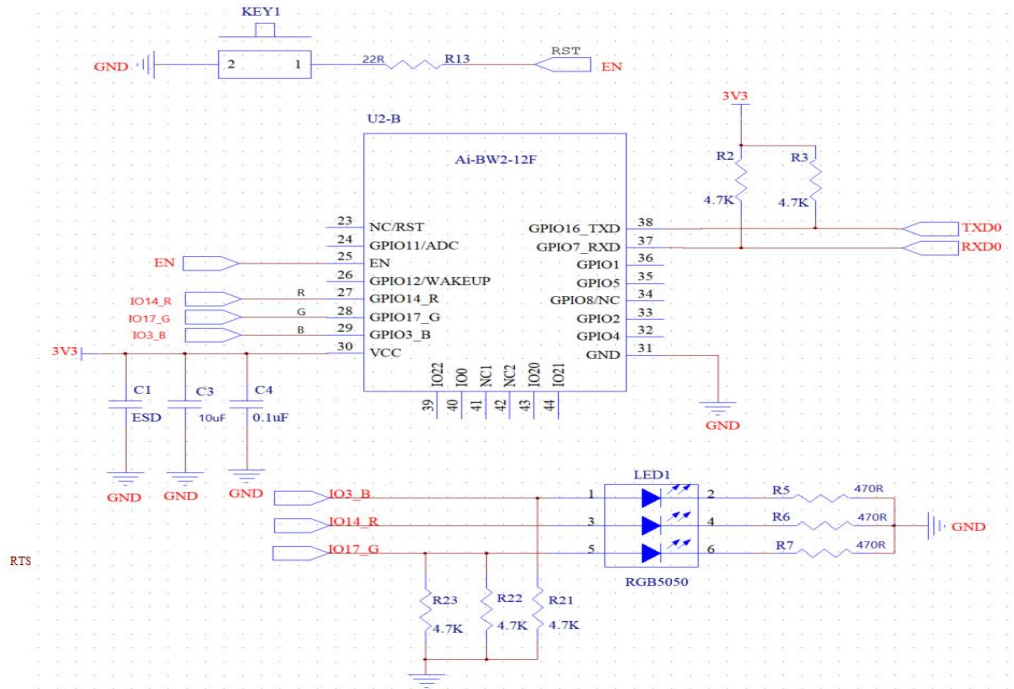 KEY1
GND
2
1
22R
R13
RST
EN
U2-B
Ai-BW2-12F
3V3
R2
R3
4.7K
4.7K
23 NC/RST
24 GPIO11/ADC
EN
25 EN
26 GPIO12/WAKEUP
IO14_R
R
27 GPIO14_R
IO17_G
G
28 GPIO17_G
IO3_B
B
29 GPIO3_B
3V3
30 VCC
GPIO16_TXD 38
TXD0
GPIO7_RXD 37
RXD0
GPIO1 36
GPIO5 35
GPIO8/NC 34
GPIO2 33
GPIO4 32
GND 31
GND
IO22
IO0
NC1
NC2
IO20
IO21
39
40
41
42
43
44
C1
ESD
C3
10uF
C4
0.1uF
GND
GND
GND
LED1
IO3_B
1
2
R5
470R
IO14_R
3
4
R6
470R
GND
IO17_G
5
6
R7
470R
RGB5050
RTS
R23
4.7K
R22
4.7K
R21
4.7K